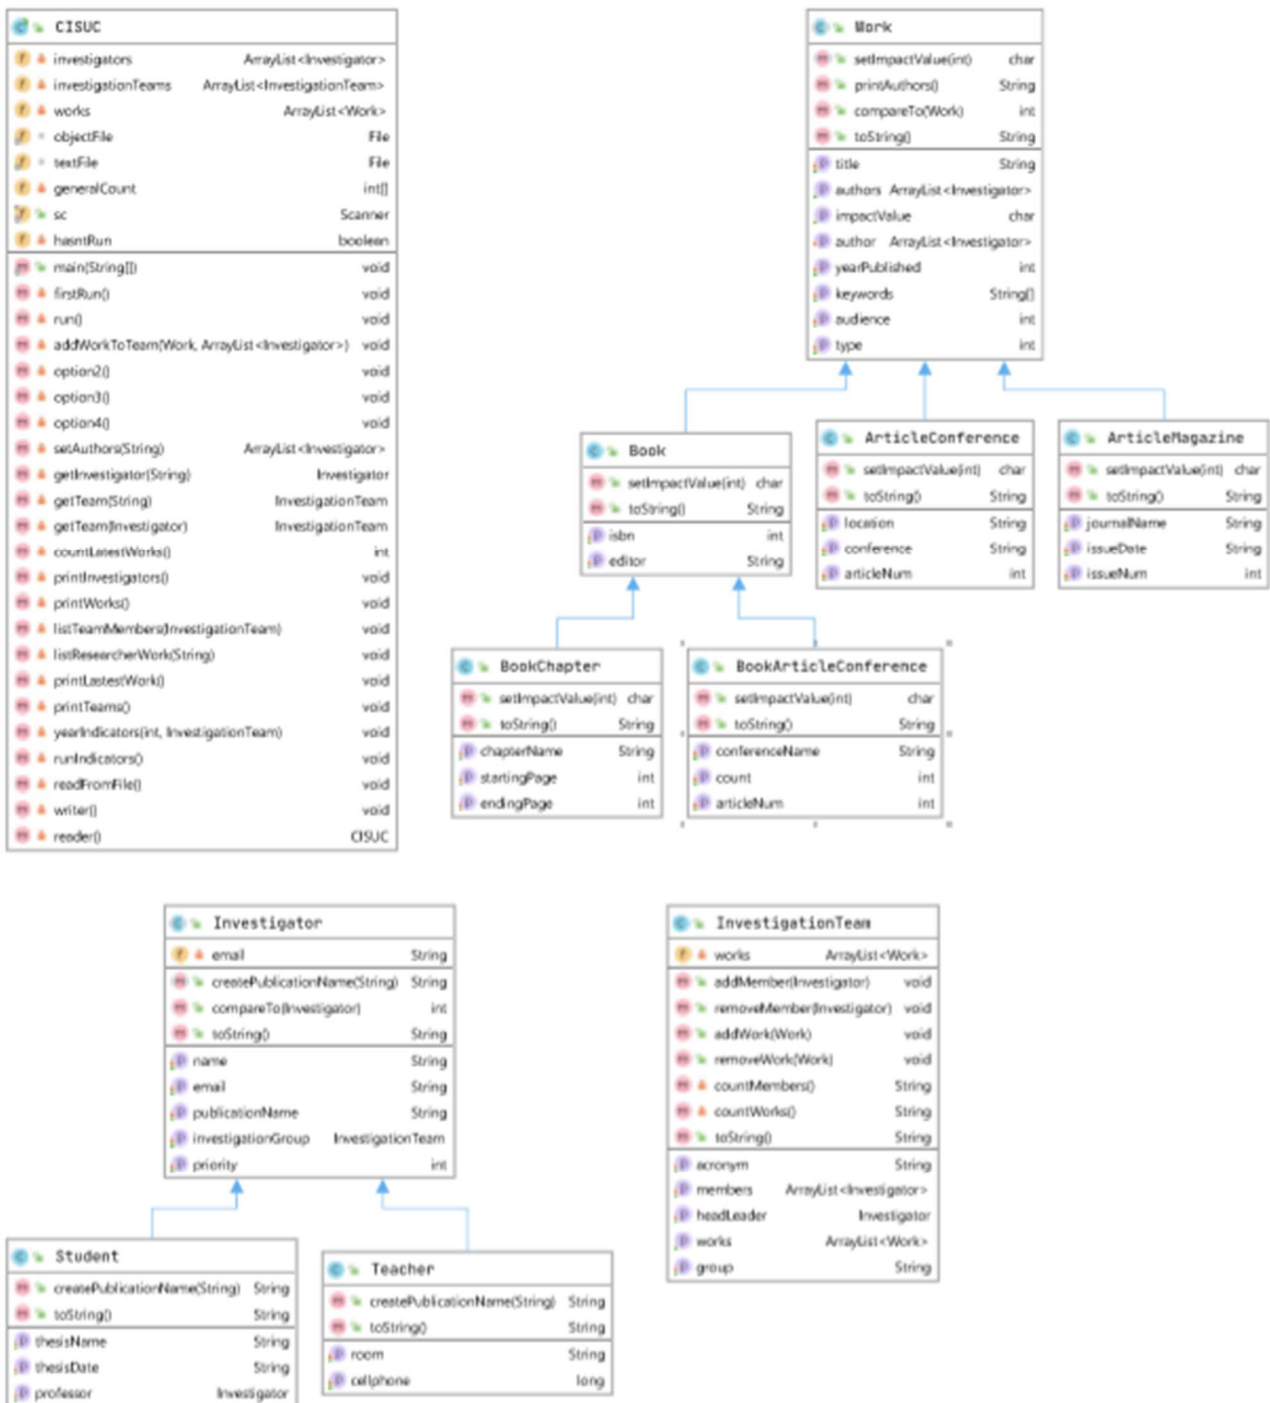 CISUC
investigators ArrayList<Investigator>
investigationTeams ArrayList<InvestigationTeam>
works ArrayList<Work>
objectFile File
textFile File
generalCount int[]
sc Scanner
hasntRun boolean
main(String[]) void
firstRun() void
run() void
addWorkToTeam(Work, ArrayList<Investigator>) void
option2() void
option3() void
option4() void
setAuthors(String) ArrayList<Investigator>
getInvestigator(String) Investigator
getTeam(String) InvestigationTeam
getTeam(Investigator) InvestigationTeam
countLatestWorks() int
printInvestigators() void
printWorks() void
listTeamMembers(InvestigationTeam) void
listResearcherWork(String) void
printLastestWork() void
printTeams() void
yearIndicators(int, InvestigationTeam) void
runIndicators() void
readFromFile() void
writer() void
reader() CISUC
Work
setImpactValue(int) char
printAuthors() String
compareTo(Work) int
toString() String
title String
authors ArrayList<Investigator>
impactValue char
author ArrayList<Investigator>
yearPublished int
keywords String[]
audience int
type int
Book
setImpactValue(int) char
toString() String
isbn int
editor String
ArticleConference
setImpactValue(int) char
toString() String
location String
conference String
articleNum int
ArticleMagazine
setImpactValue(int) char
toString() String
journalName String
issueDate String
issueNum int
BookChapter
setImpactValue(int) char
toString() String
chapterName String
startingPage int
endingPage int
BookArticleConference
setImpactValue(int) char
toString() String
conferenceName String
count int
articleNum int
Investigator
email String
createPublicationName(String) String
compareTo(Investigator) int
toString() String
name String
email String
publicationName String
investigationGroup InvestigationTeam
priority int
InvestigationTeam
works ArrayList<Work>
addMember(Investigator) void
removeMember(Investigator) void
addWork(Work) void
removeWork(Work) void
countMembers() String
countWorks() String
toString() String
acronym String
members ArrayList<Investigator>
headLeader Investigator
works ArrayList<Work>
group String
Student
createPublicationName(String) String
toString() String
thesisName String
thesisDate String
professor Investigator
Teacher
createPublicationName(String) String
toString() String
room String
cellphone long